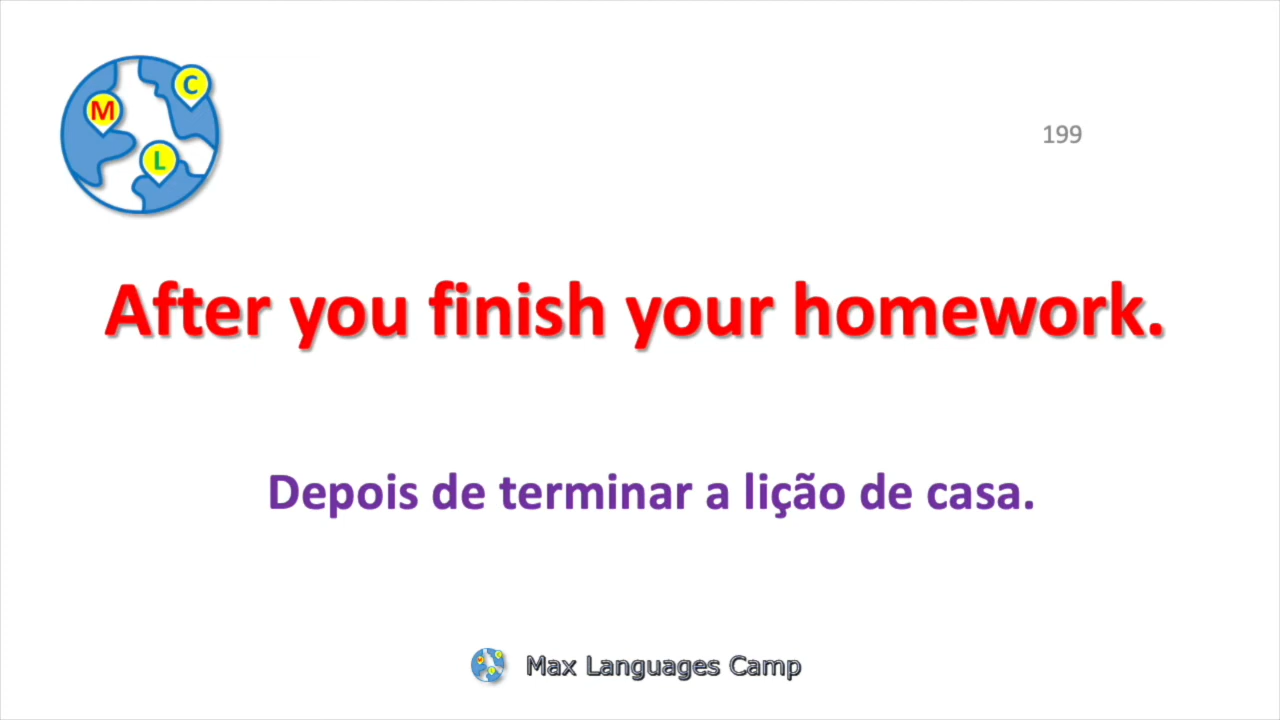 M
C
L
199
After you finish your homework.
Depois de terminar a lição de casa.
Max Languages Camp